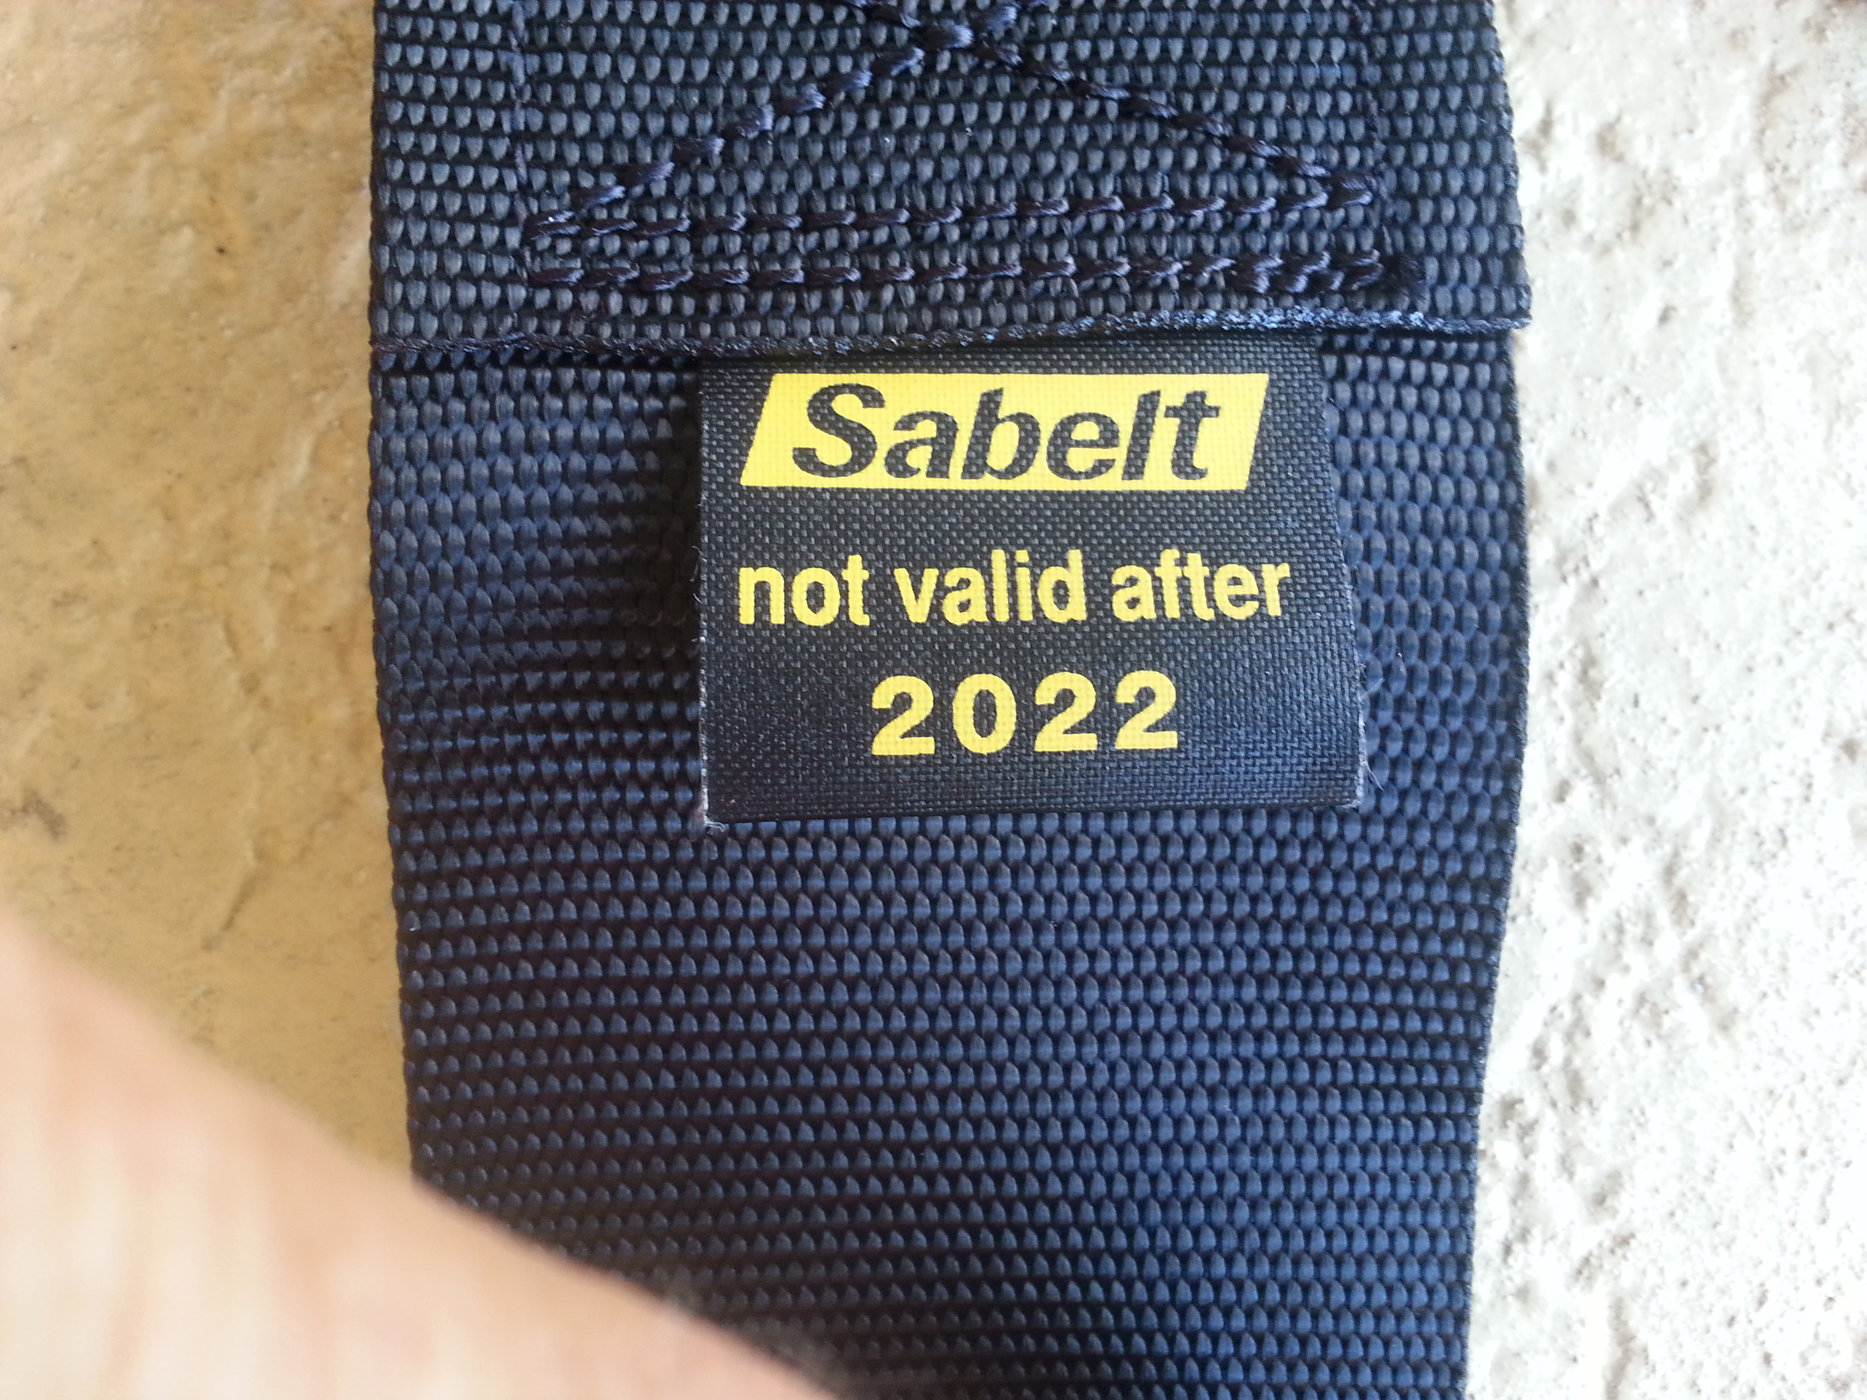 Sabelt
not valid after
2022